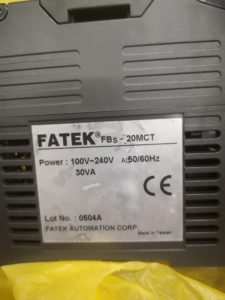 FATEK® FBs-20MCT
Power : 100V~240V AC50/60Hz
30VA
CE
Lot No. : 0504A
FATEK AUTOMATION CORP.
Made in Taiwan